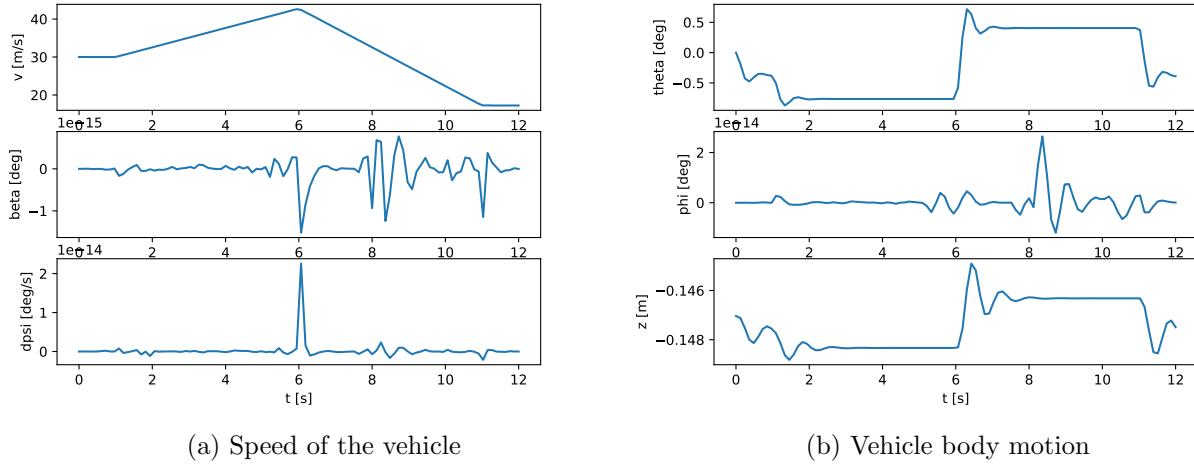 40
30
20
v [m/s]
0 2 4 6 8 10 12
1e−15
0
−1
beta [deg]
0 2 4 6 8 10 12
1e−14
2
1
0
dpsi [deg/s]
0 2 4 6 8 10 12
t [s]
(a) Speed of the vehicle
0.5
0.0
−0.5
theta [deg]
0 2 4 6 8 10 12
1e−14
2
0
phi [deg]
0 2 4 6 8 10 12
−0.146
−0.148
z [m]
0 2 4 6 8 10 12
t [s]
(b) Vehicle body motion